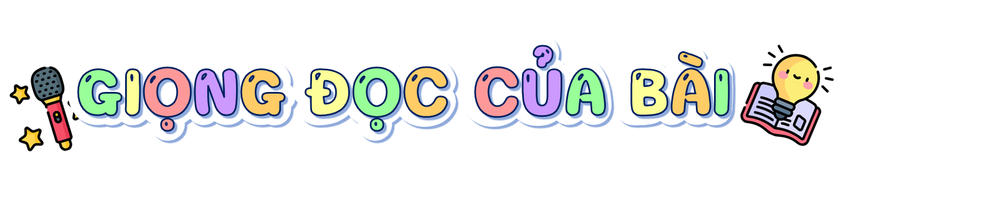 GIỌNG ĐỌC CỦA BÀI